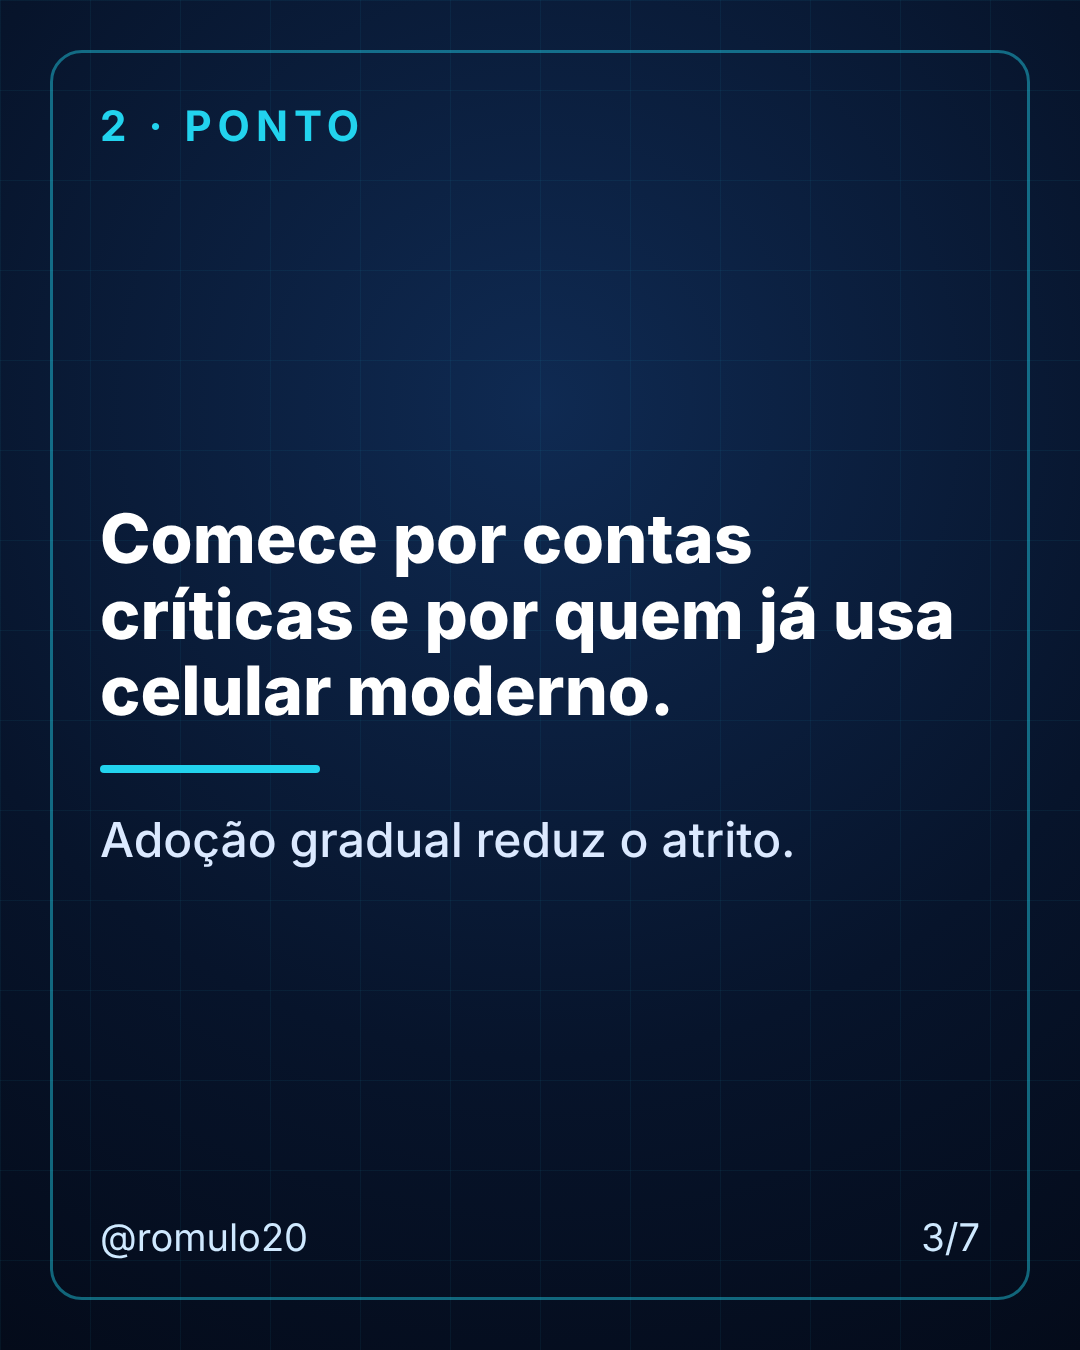 2 · PONTO
Comece por contas
críticas e por quem já usa
celular moderno.
Adoção gradual reduz o atrito.
@romulo20
3/7